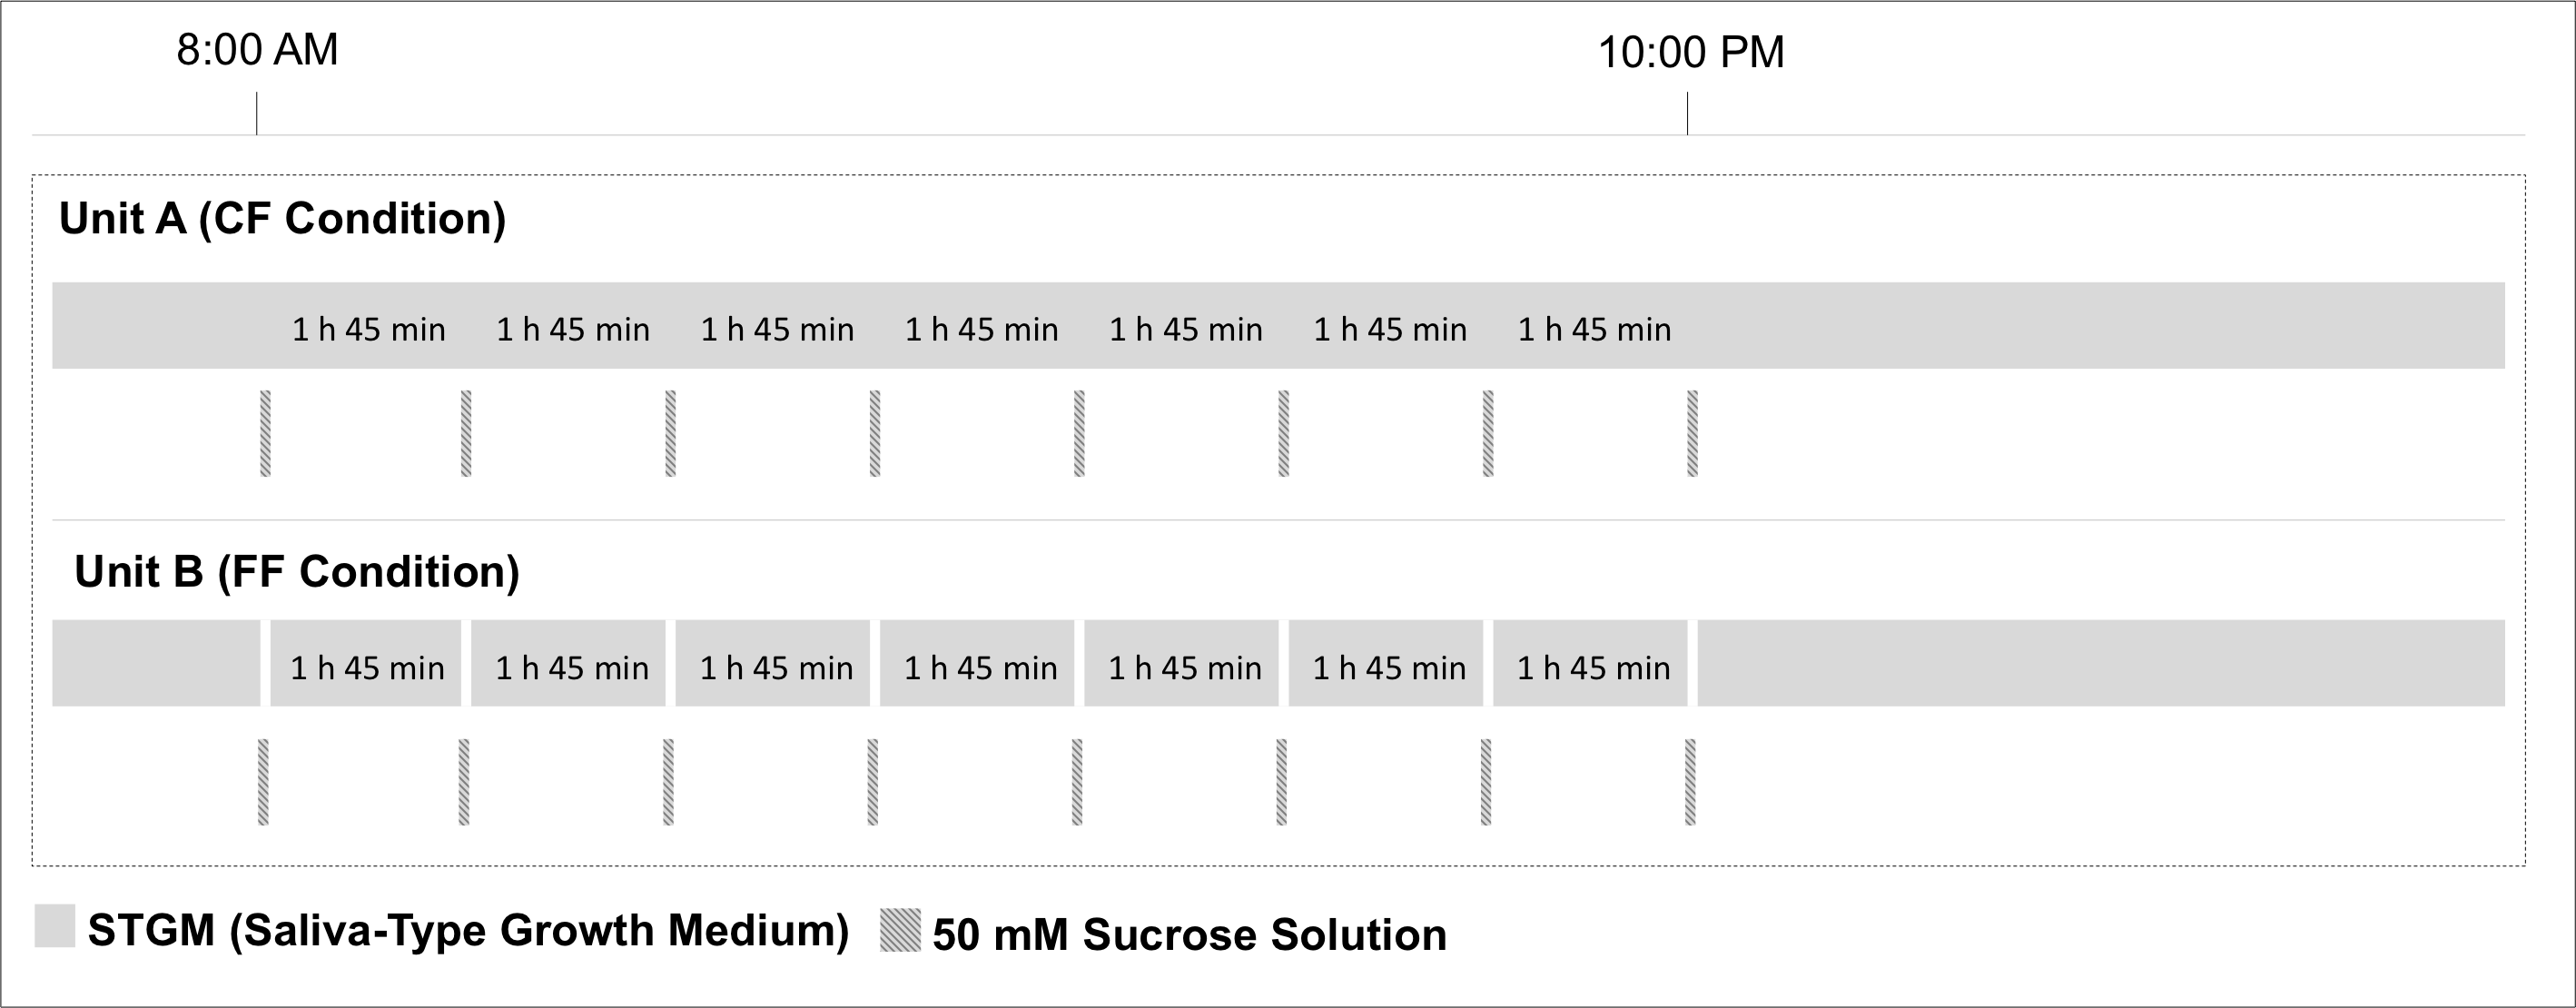 8:00 AM 10:00 PM
Unit A (CF Condition)
1 h 45 min 1 h 45 min 1 h 45 min 1 h 45 min 1 h 45 min 1 h 45 min 1 h 45 min
Unit B (FF Condition)
1 h 45 min 1 h 45 min 1 h 45 min 1 h 45 min 1 h 45 min 1 h 45 min 1 h 45 min
STGM (Saliva-Type Growth Medium) 50 mM Sucrose Solution